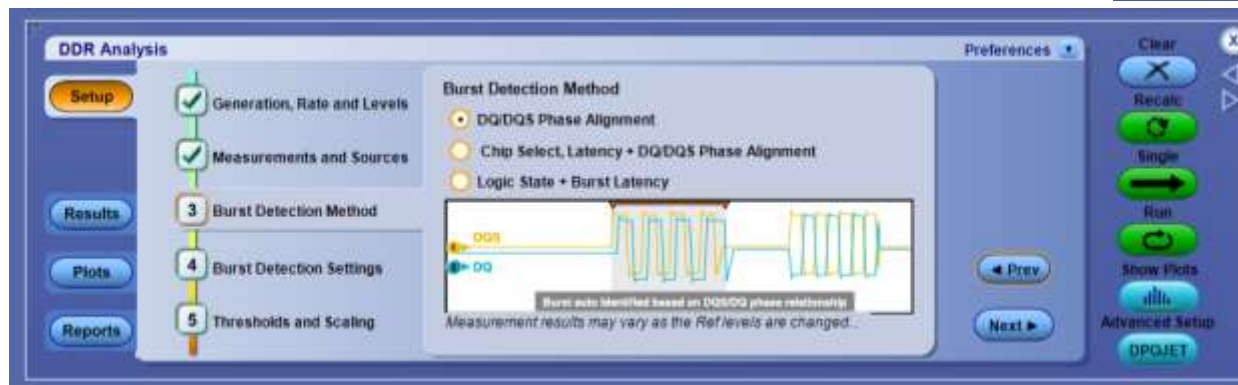 DDR Analysis
Preferences
Clear
X
Setup
Generation, Rate and Levels
Burst Detection Method
DQ/DQS Phase Alignment
Recalc
Chip Select, Latency + DQ/DQS Phase Alignment
Measurements and Sources
Single
Logic State + Burst Latency
Results
3 Burst Detection Method
Run
DQS
DQ
Plots
4 Burst Detection Settings
Prev
Show Plots
Burst auto identified based on DQS/DQ phase relationship
Reports
5 Thresholds and Scaling
Measurement results may vary as the Ref levels are changed...
Next
Advanced Setup
DPOJET